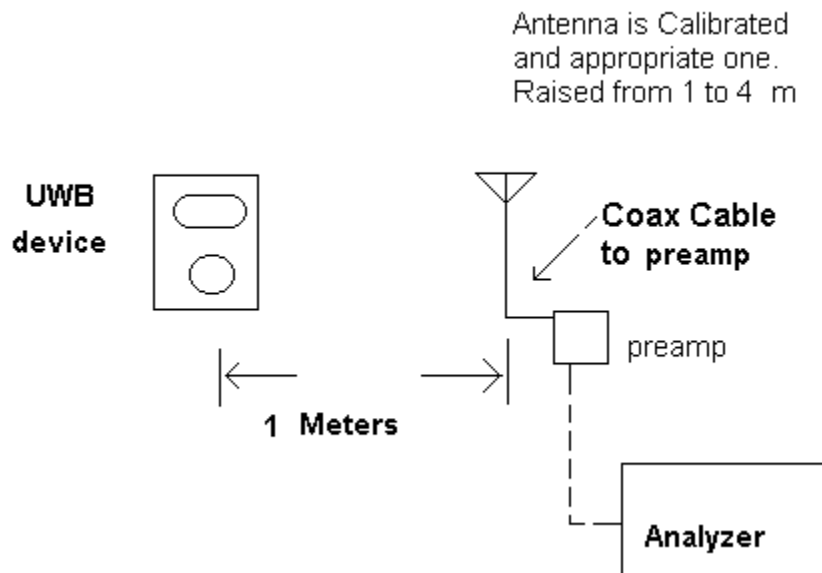 Antenna is Calibrated
and appropriate one.
Raised from 1 to 4 m
UWB
device
Coax Cable
to preamp
preamp
1 Meters
Analyzer